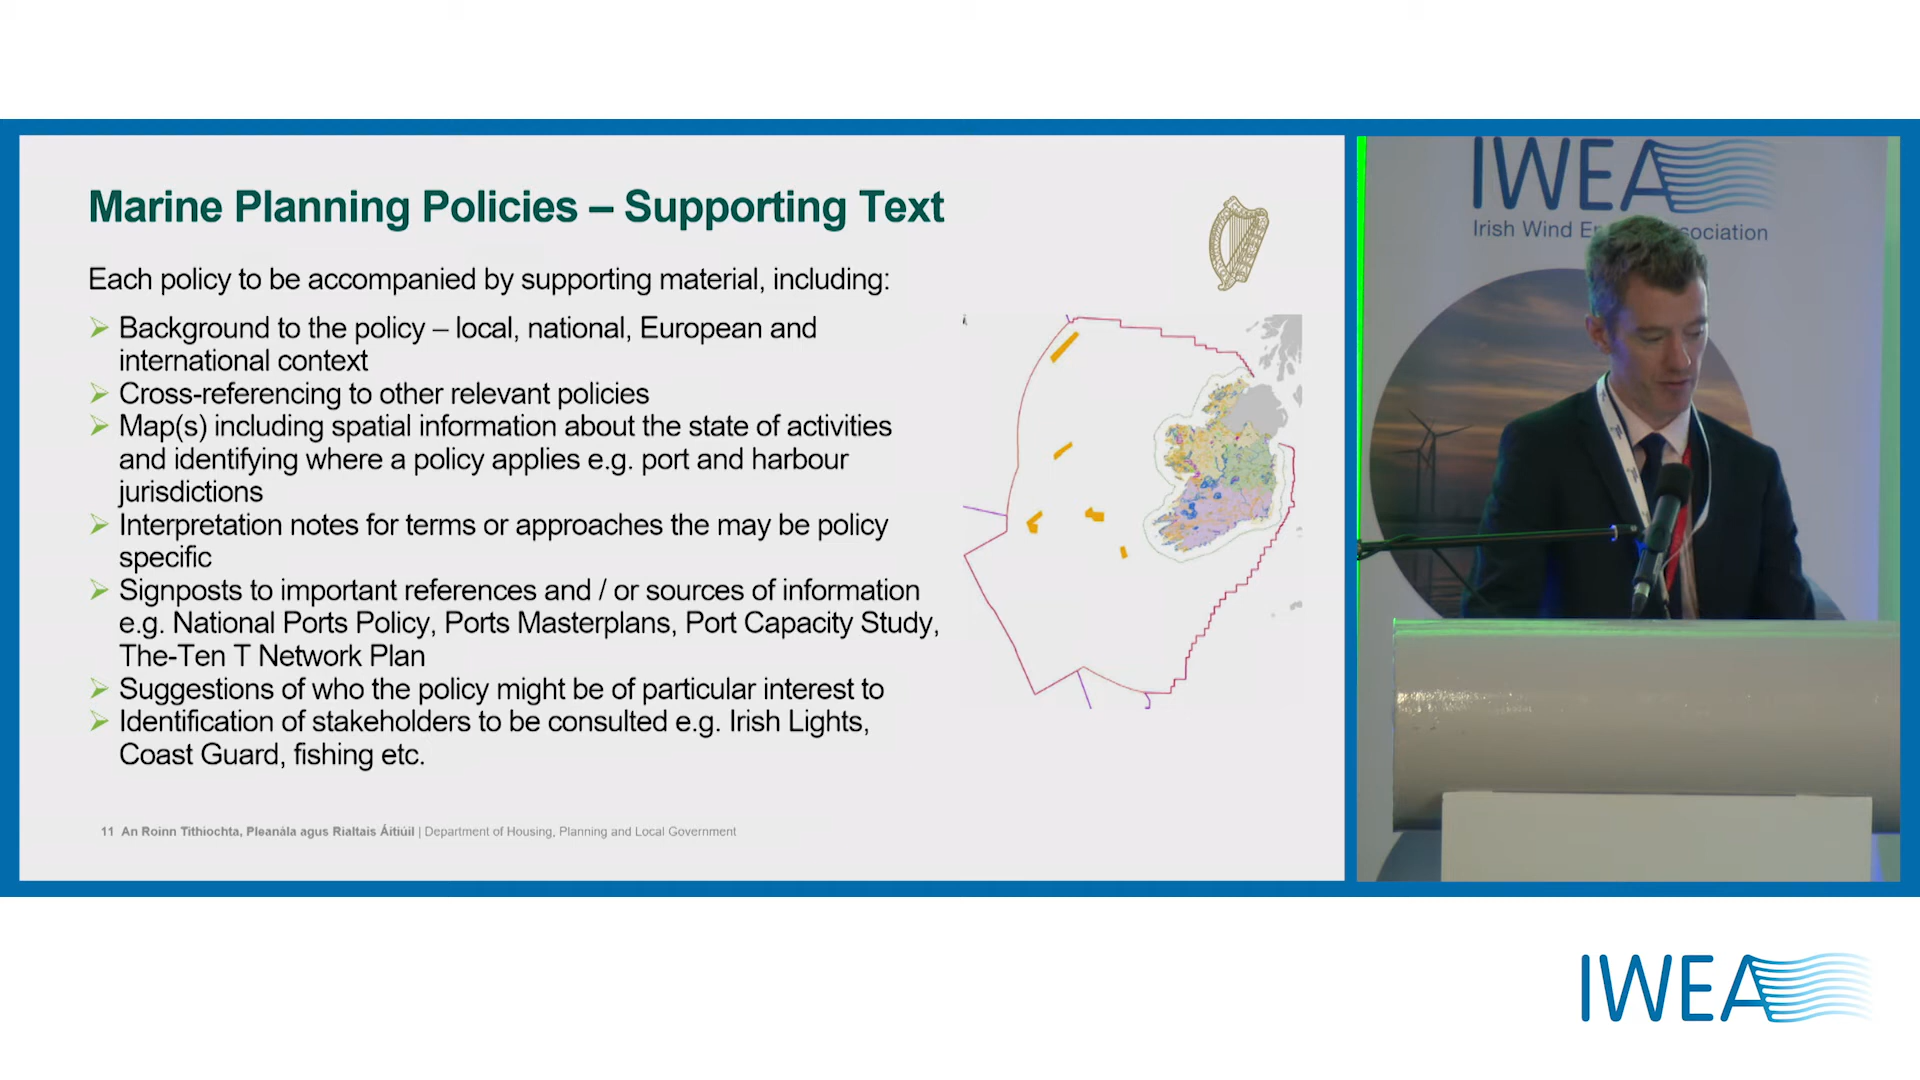 Marine Planning Policies – Supporting Text
Each policy to be accompanied by supporting material, including:
Background to the policy – local, national, European and
international context
Cross-referencing to other relevant policies
Map(s) including spatial information about the state of activities
and identifying where a policy applies e.g. port and harbour
jurisdictions
Interpretation notes for terms or approaches the may be policy
specific
Signposts to important references and / or sources of information
e.g. National Ports Policy, Ports Masterplans, Port Capacity Study,
The-Ten T Network Plan
Suggestions of who the policy might be of particular interest to
Identification of stakeholders to be consulted e.g. Irish Lights,
Coast Guard, fishing etc.
11 An Roinn Tithíochta, Pleanála agus Rialtais Áitiúil | Department of Housing, Planning and Local Government
IWEA
Irish Wind
IWEA